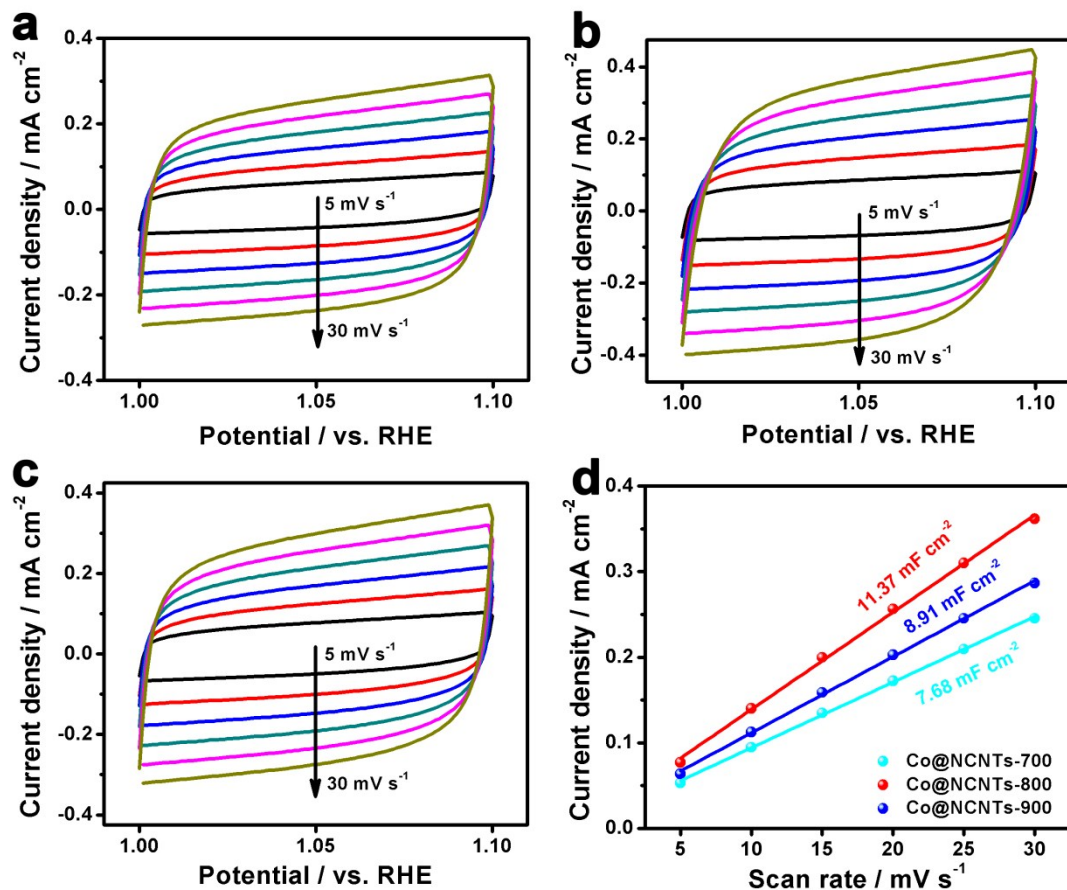 a
Current density / mA cm-2
0.4
0.2
0.0
-0.2
-0.4
5 mV s-1
30 mV s-1
1.00
1.05
1.10
Potential / vs. RHE
b
Current density / mA cm-2
0.4
0.2
0.0
-0.2
-0.4
5 mV s-1
30 mV s-1
1.00
1.05
1.10
Potential / vs. RHE
c
Current density / mA cm-2
0.4
0.2
0.0
-0.2
-0.4
5 mV s-1
30 mV s-1
1.00
1.05
1.10
Potential / vs. RHE
d
Current density / mA cm-2
0.4
0.3
0.2
0.1
0.0
11.37 mF cm-2
8.91 mF cm-2
7.68 mF cm-2
Co@NCNTs-700
Co@NCNTs-800
Co@NCNTs-900
5
10
15
20
25
30
Scan rate / mV s-1